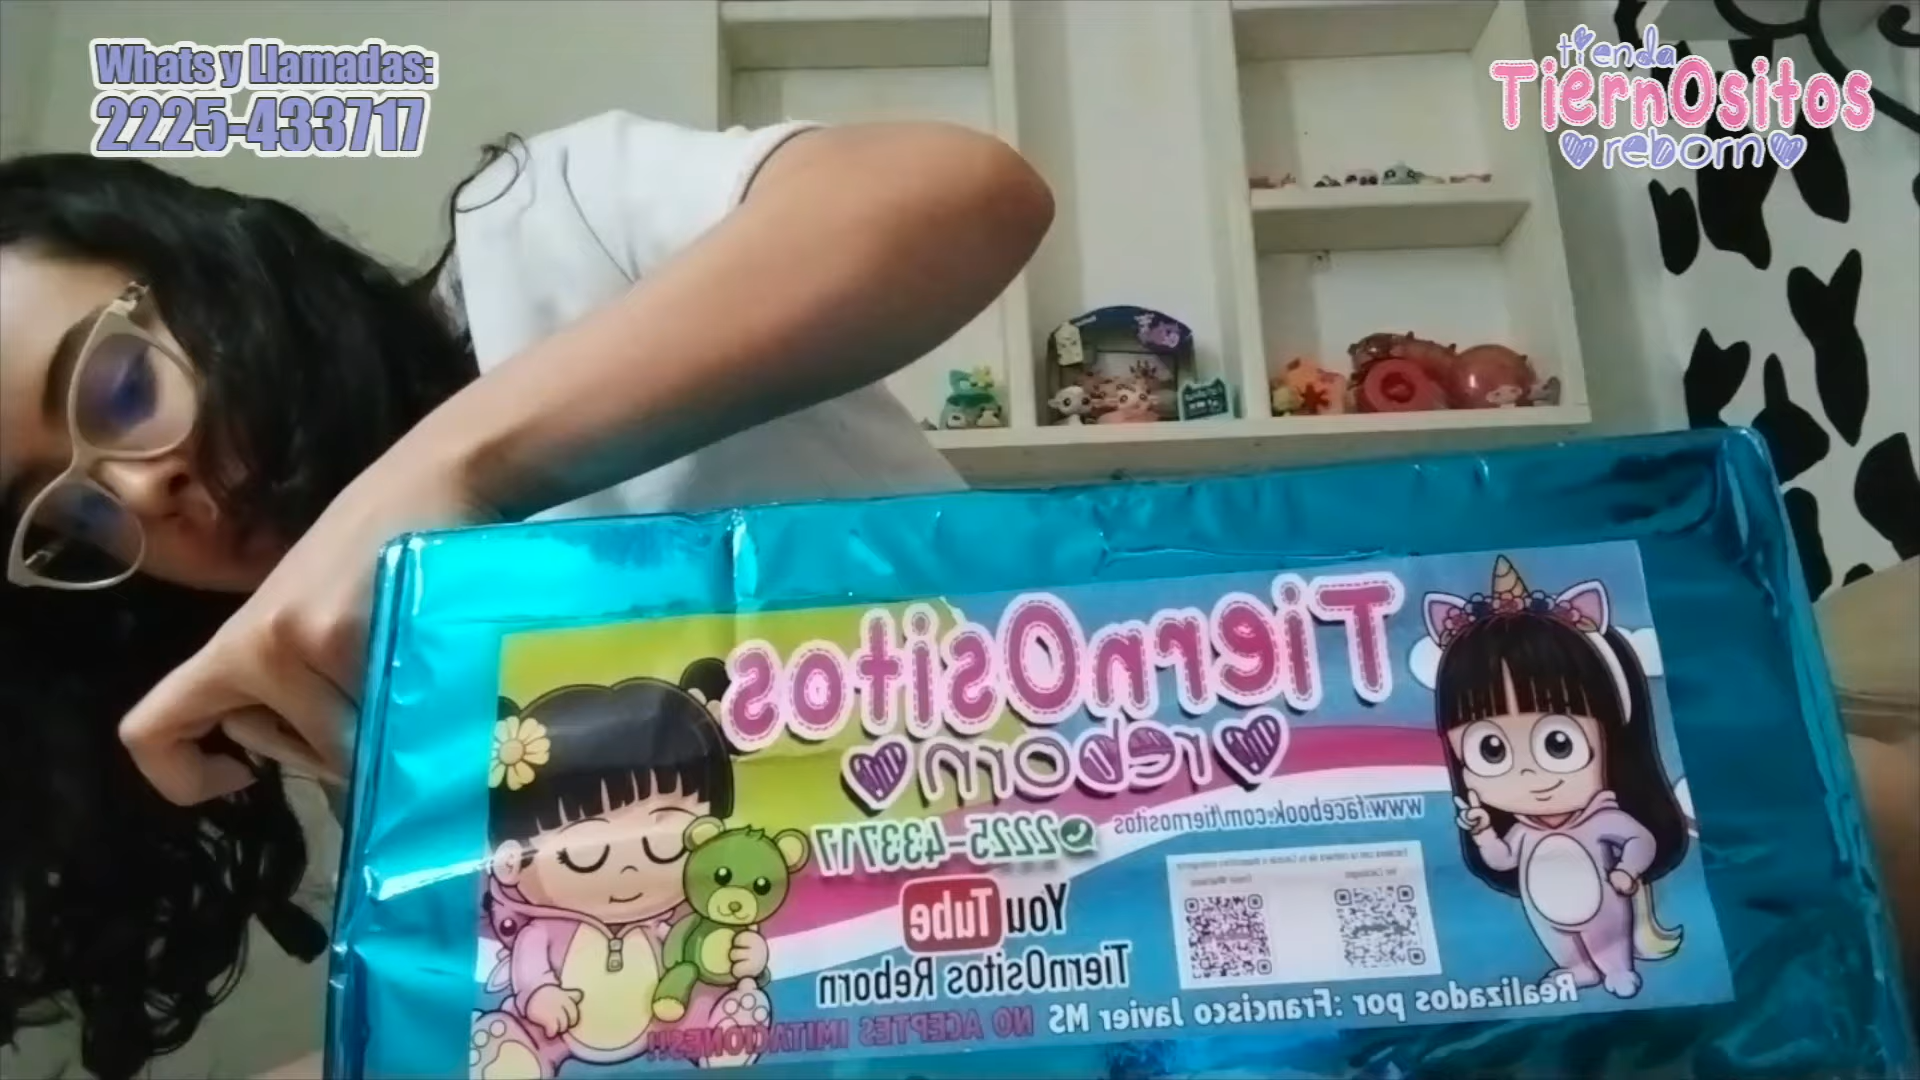 Whats y Llamadas:
2225-433717
tienda
TiernOsitos
reborn
TiernOsitos
reborn
www.facebook.com/tiernositos
2225-433717
YouTube
TiernOsitos Reborn
Realizados por :Francisco Javier MS
NO ACEPTES IMITACIONES!!